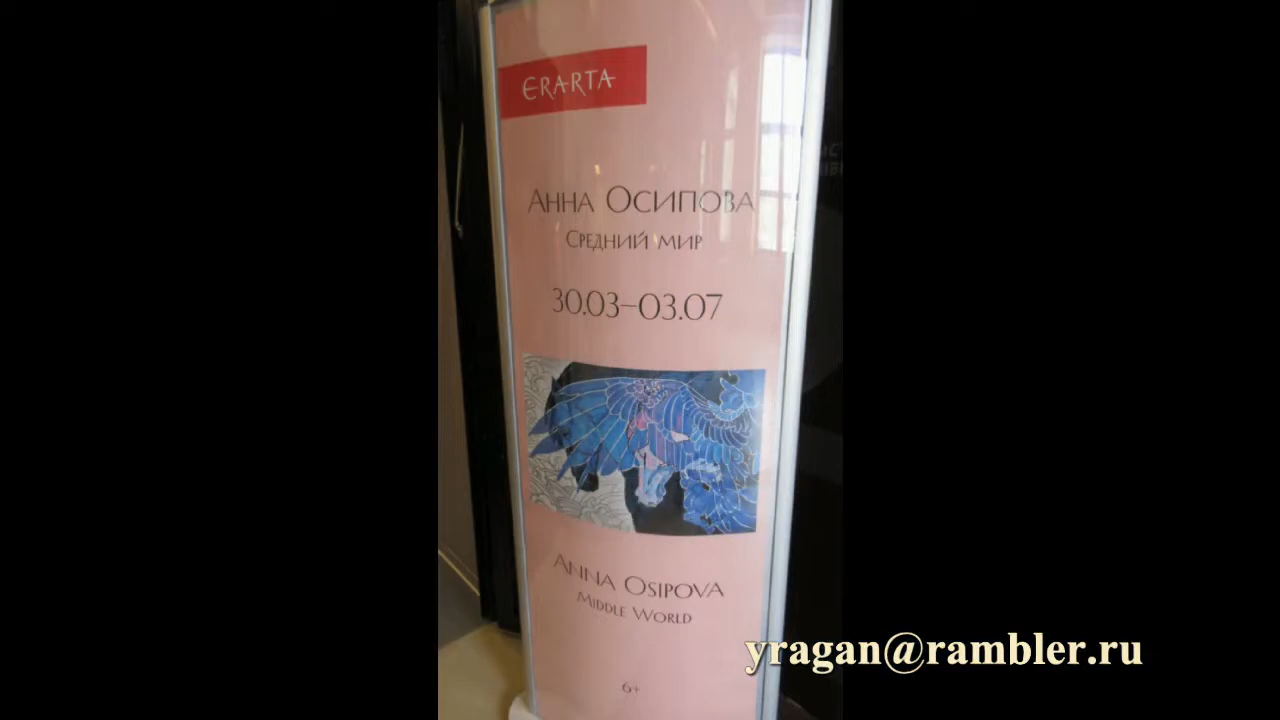 ERARTA
Анна Осипова
Средний мир
30.03–03.07
Anna Osipova
Middle World
6+
yragan@rambler.ru